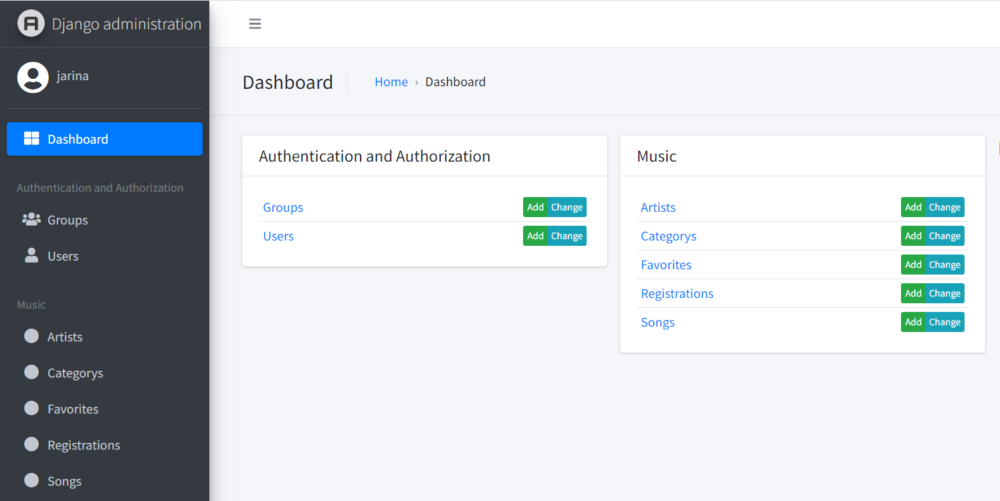 Django administration
jarina
Dashboard
Authentication and Authorization
Groups
Users
Music
Artists
Categorys
Favorites
Registrations
Songs
Dashboard
Home › Dashboard
Authentication and Authorization
Groups Add Change
Users Add Change
Music
Artists Add Change
Categorys Add Change
Favorites Add Change
Registrations Add Change
Songs Add Change